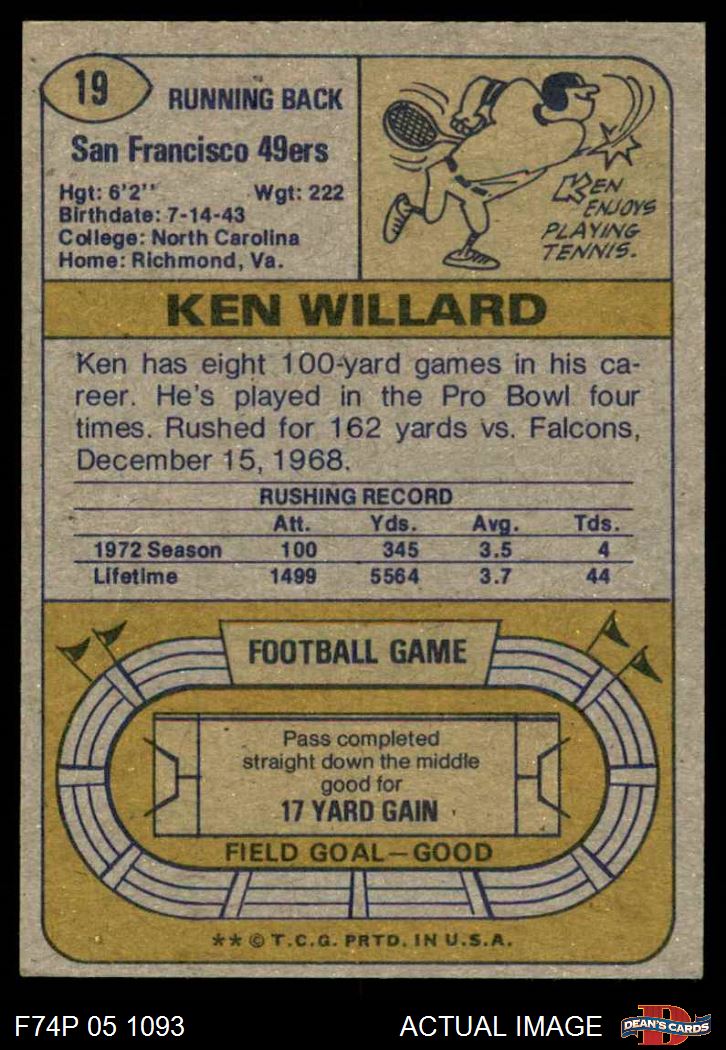 19
RUNNING BACK
San Francisco 49ers
Hgt: 6'2" Wgt: 222
Birthdate: 7-14-43
College: North Carolina
Home: Richmond, Va.
KEN
ENJOYS
PLAYING
TENNIS.
KEN WILLARD
Ken has eight 100-yard games in his ca-
reer. He's played in the Pro Bowl four
times. Rushed for 162 yards vs. Falcons,
December 15, 1968.
RUSHING RECORD
Att. Yds. Avg. Tds.
1972 Season 100 345 3.5 4
Lifetime 1499 5564 3.7 44
FOOTBALL GAME
Pass completed
straight down the middle
good for
17 YARD GAIN
FIELD GOAL—GOOD
** © T.C.G. PRTD. IN U.S.A.
F74P 05 1093 ACTUAL IMAGE
D
DEAN'S CARDS